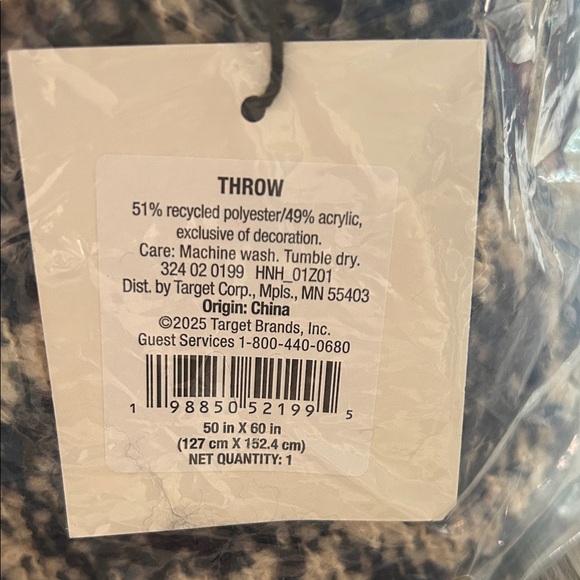 THROW
51% recycled polyester/49% acrylic,
exclusive of decoration.
Care: Machine wash. Tumble dry.
324 02 0199 HNH_01Z01
Dist. by Target Corp., Mpls., MN 55403
Origin: China
©2025 Target Brands, Inc.
Guest Services 1-800-440-0680
1 98850 52199 5
50 in X 60 in
(127 cm X 152.4 cm)
NET QUANTITY: 1